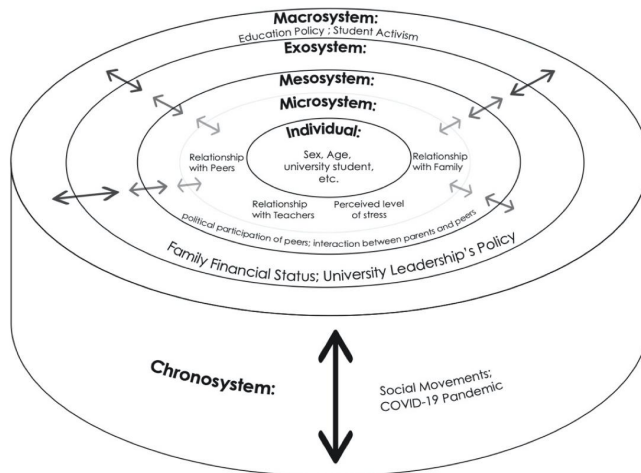 Macrosystem:
Education Policy ; Student Activism
Exosystem:
Mesosystem:
Microsystem:
Individual:
Sex, Age,
university student,
etc.
Relationship
with Peers
Relationship
with Family
Relationship
with Teachers
Perceived level
of stress
political participation of peers; interaction between parents and peers
Family Financial Status; University Leadership's Policy
Chronosystem:
Social Movements;
COVID-19 Pandemic